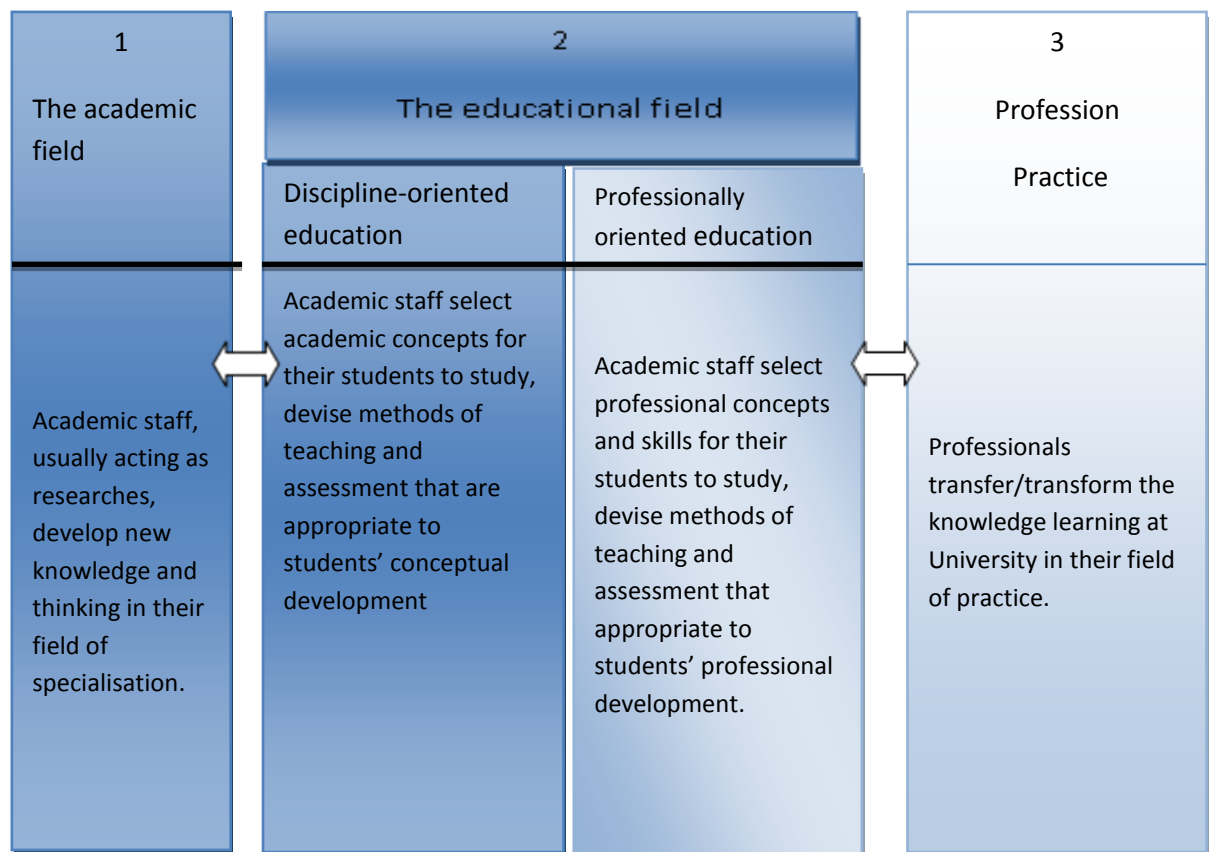 1
The academic
field
Academic staff,
usually acting as
researches,
develop new
knowledge and
thinking in their
field of
specialisation.
2
The educational field
Discipline-oriented
education
Academic staff select
academic concepts for
their students to study,
devise methods of
teaching and
assessment that are
appropriate to
students’ conceptual
development
Professionally
oriented education
Academic staff select
professional concepts
and skills for their
students to study,
devise methods of
teaching and
assessment that
appropriate to
students’ professional
development.
3
Profession
Practice
Professionals
transfer/transform the
knowledge learning at
University in their field
of practice.